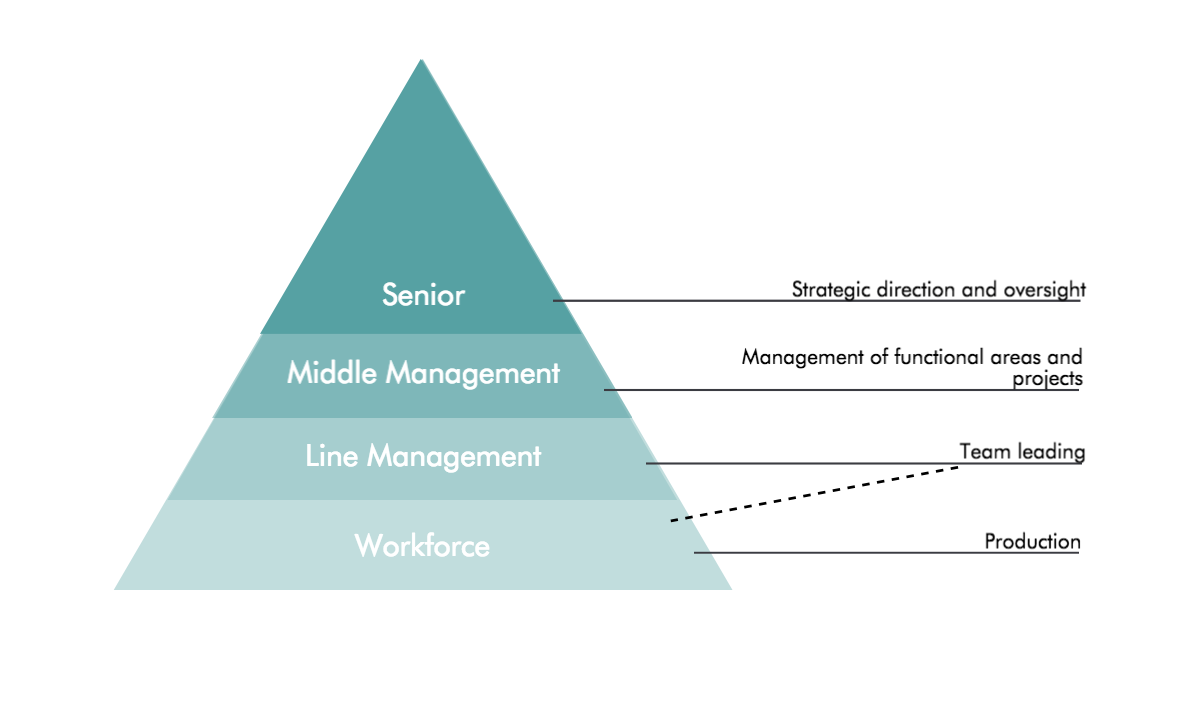 Senior
Strategic direction and oversight
Middle Management
Management of functional areas and
projects
Line Management
Team leading
Workforce
Production